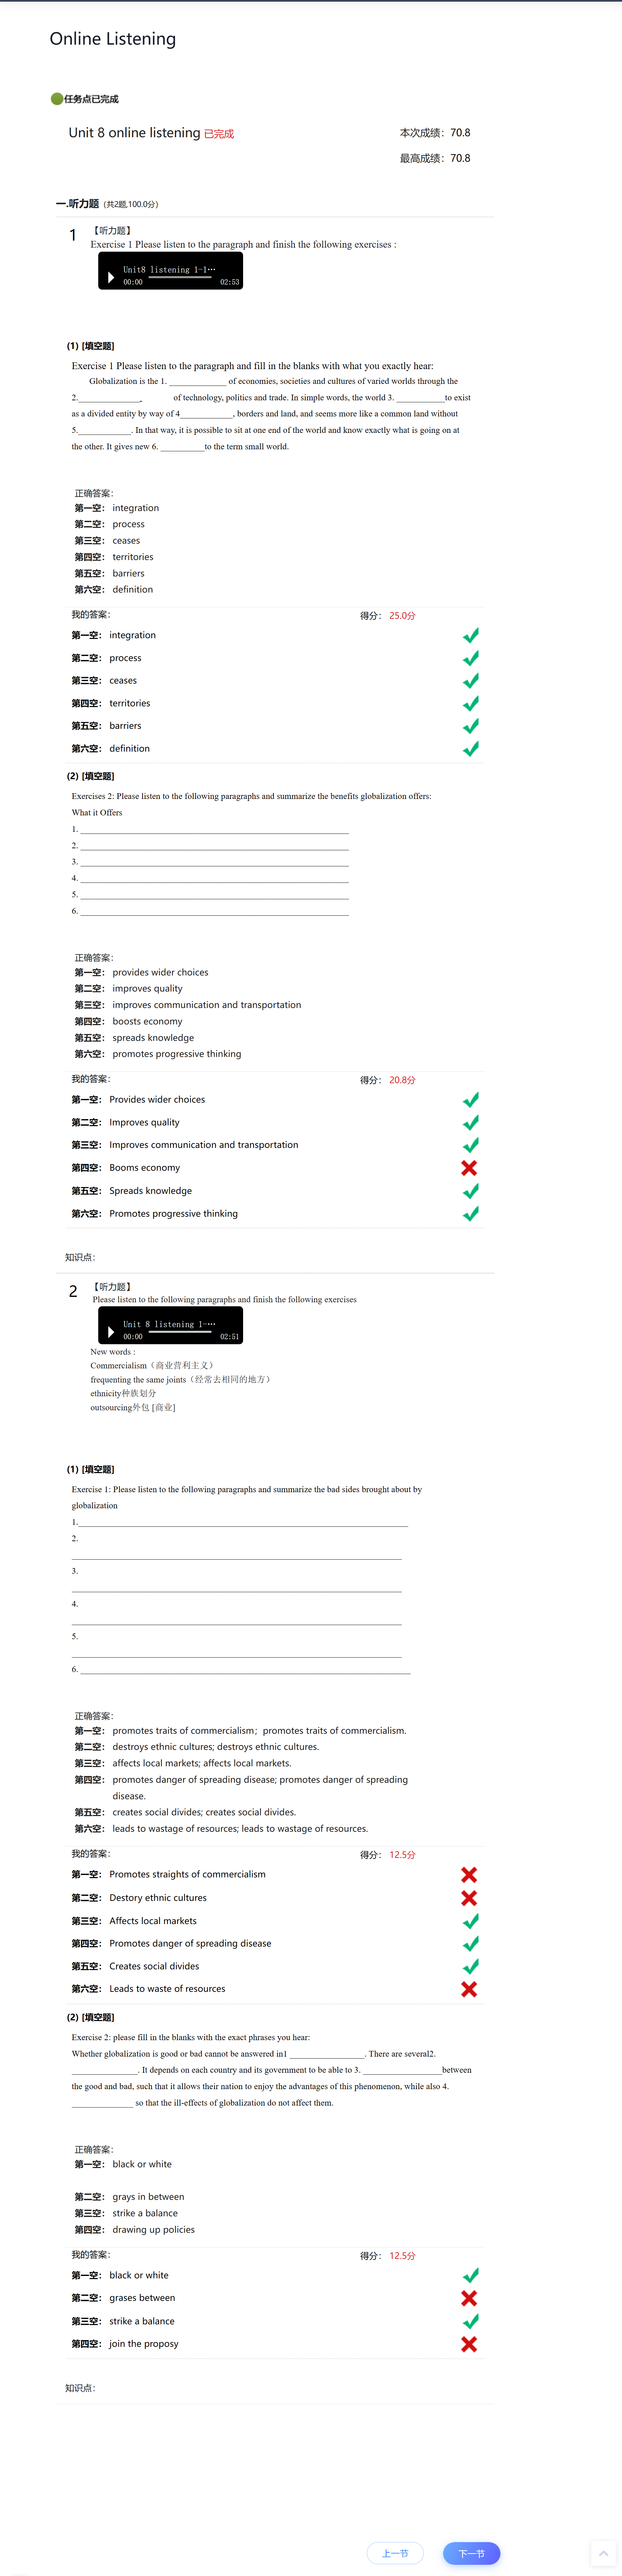 Online Listening
任务点已完成
Unit 8 online listening 已完成
本次成绩：70.8
最高成绩：70.8
一.听力题（共2题,100.0分）
1 【听力题】
Exercise 1 Please listen to the paragraph and finish the following exercises :
Unit8 listening 1-1···
00:00 02:53
(1) [填空题]
Exercise 1 Please listen to the paragraph and fill in the blanks with what you exactly hear:
Globalization is the 1. _____________ of economies, societies and cultures of varied worlds through the
2.______________ of technology, politics and trade. In simple words, the world 3. ___________to exist
as a divided entity by way of 4____________, borders and land, and seems more like a common land without
5.____________. In that way, it is possible to sit at one end of the world and know exactly what is going on at
the other. It gives new 6. __________to the term small world.
正确答案：
第一空： integration
第二空： process
第三空： ceases
第四空： territories
第五空： barriers
第六空： definition
我的答案： 得分： 25.0分
第一空： integration
第二空： process
第三空： ceases
第四空： territories
第五空： barriers
第六空： definition
(2) [填空题]
Exercises 2: Please listen to the following paragraphs and summarize the benefits globalization offers:
What it Offers
1. ______________________________
2. ______________________________
3. ______________________________
4. ______________________________
5. ______________________________
6. ______________________________
正确答案：
第一空： provides wider choices
第二空： improves quality
第三空： improves communication and transportation
第四空： boosts economy
第五空： spreads knowledge
第六空： promotes progressive thinking
我的答案： 得分： 20.8分
第一空： Provides wider choices
第二空： Improves quality
第三空： Improves communication and transportation
第四空： Booms economy
第五空： Spreads knowledge
第六空： Promotes progressive thinking
知识点：
2 【听力题】
Please listen to the following paragraphs and finish the following exercises
Unit 8 listening 1-···
00:00 02:51
New words :
Commercialism（商业营利主义）
frequenting the same joints（经常去相同的地方）
ethnicity种族划分
outsourcing外包 [商业]
(1) [填空题]
Exercise 1: Please listen to the following paragraphs and summarize the bad sides brought about by
globalization
1.______________________________
2.
______________________________
3.
______________________________
4.
______________________________
5.
______________________________
6. ______________________________
正确答案：
第一空： promotes traits of commercialism；promotes traits of commercialism.
第二空： destroys ethnic cultures; destroys ethnic cultures.
第三空： affects local markets; affects local markets.
第四空： promotes danger of spreading disease; promotes danger of spreading
disease.
第五空： creates social divides; creates social divides.
第六空： leads to wastage of resources; leads to wastage of resources.
我的答案： 得分： 12.5分
第一空： Promotes straights of commercialism
第二空： Destory ethnic cultures
第三空： Affects local markets
第四空： Promotes danger of spreading disease
第五空： Creates social divides
第六空： Leads to waste of resources
(2) [填空题]
Exercise 2: please fill in the blanks with the exact phrases you hear:
Whether globalization is good or bad cannot be answered in1 _________________. There are several2.
_______________. It depends on each country and its government to be able to 3. __________________between
the good and bad, such that it allows their nation to enjoy the advantages of this phenomenon, while also 4.
______________ so that the ill-effects of globalization do not affect them.
正确答案：
第一空： black or white
第二空： grays in between
第三空： strike a balance
第四空： drawing up policies
我的答案： 得分： 12.5分
第一空： black or white
第二空： grases between
第三空： strike a balance
第四空： join the proposy
知识点：
上一节 下一节